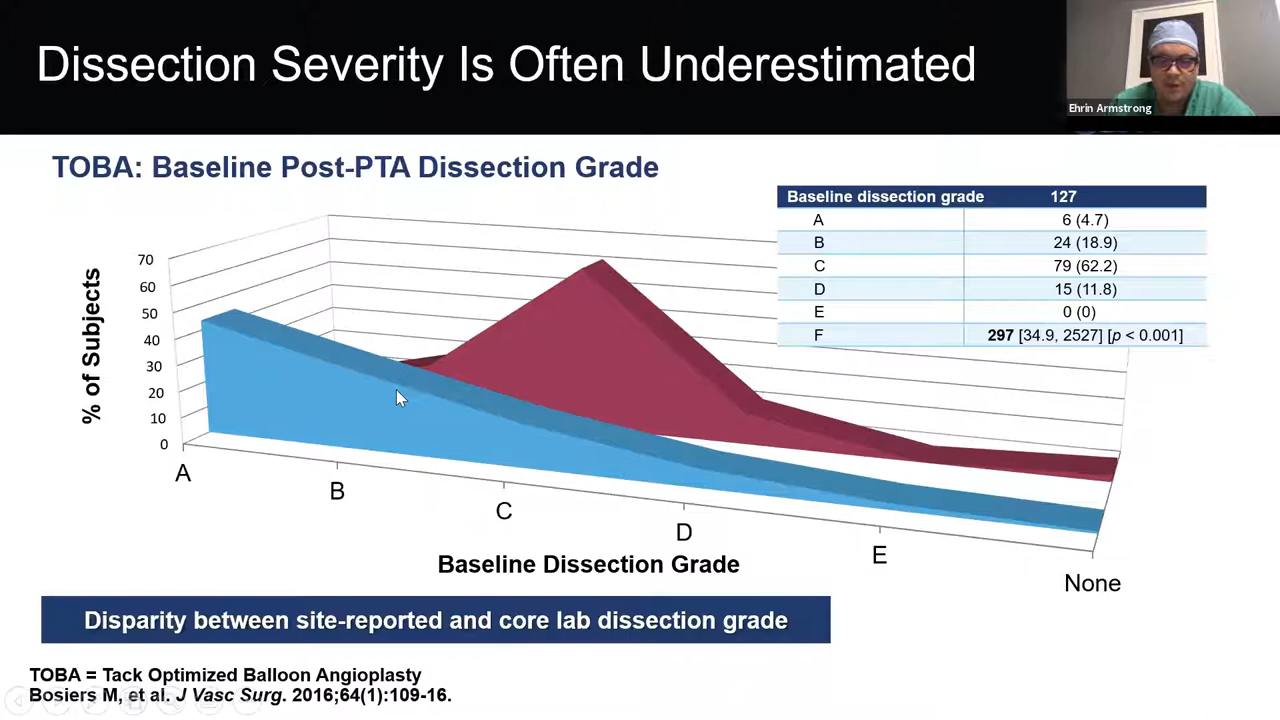 Dissection Severity Is Often Underestimated
Ehrin Armstrong
TOBA: Baseline Post-PTA Dissection Grade
Baseline dissection grade 127
A 6 (4.7)
B 24 (18.9)
C 79 (62.2)
D 15 (11.8)
E 0 (0)
F 297 [34.9, 2527] [p < 0.001]
% of Subjects
70
60
50
40
30
20
10
0
A
B
C
D
E
None
Baseline Dissection Grade
Disparity between site-reported and core lab dissection grade
TOBA = Tack Optimized Balloon Angioplasty
Bosiers M, et al. J Vasc Surg. 2016;64(1):109-16.